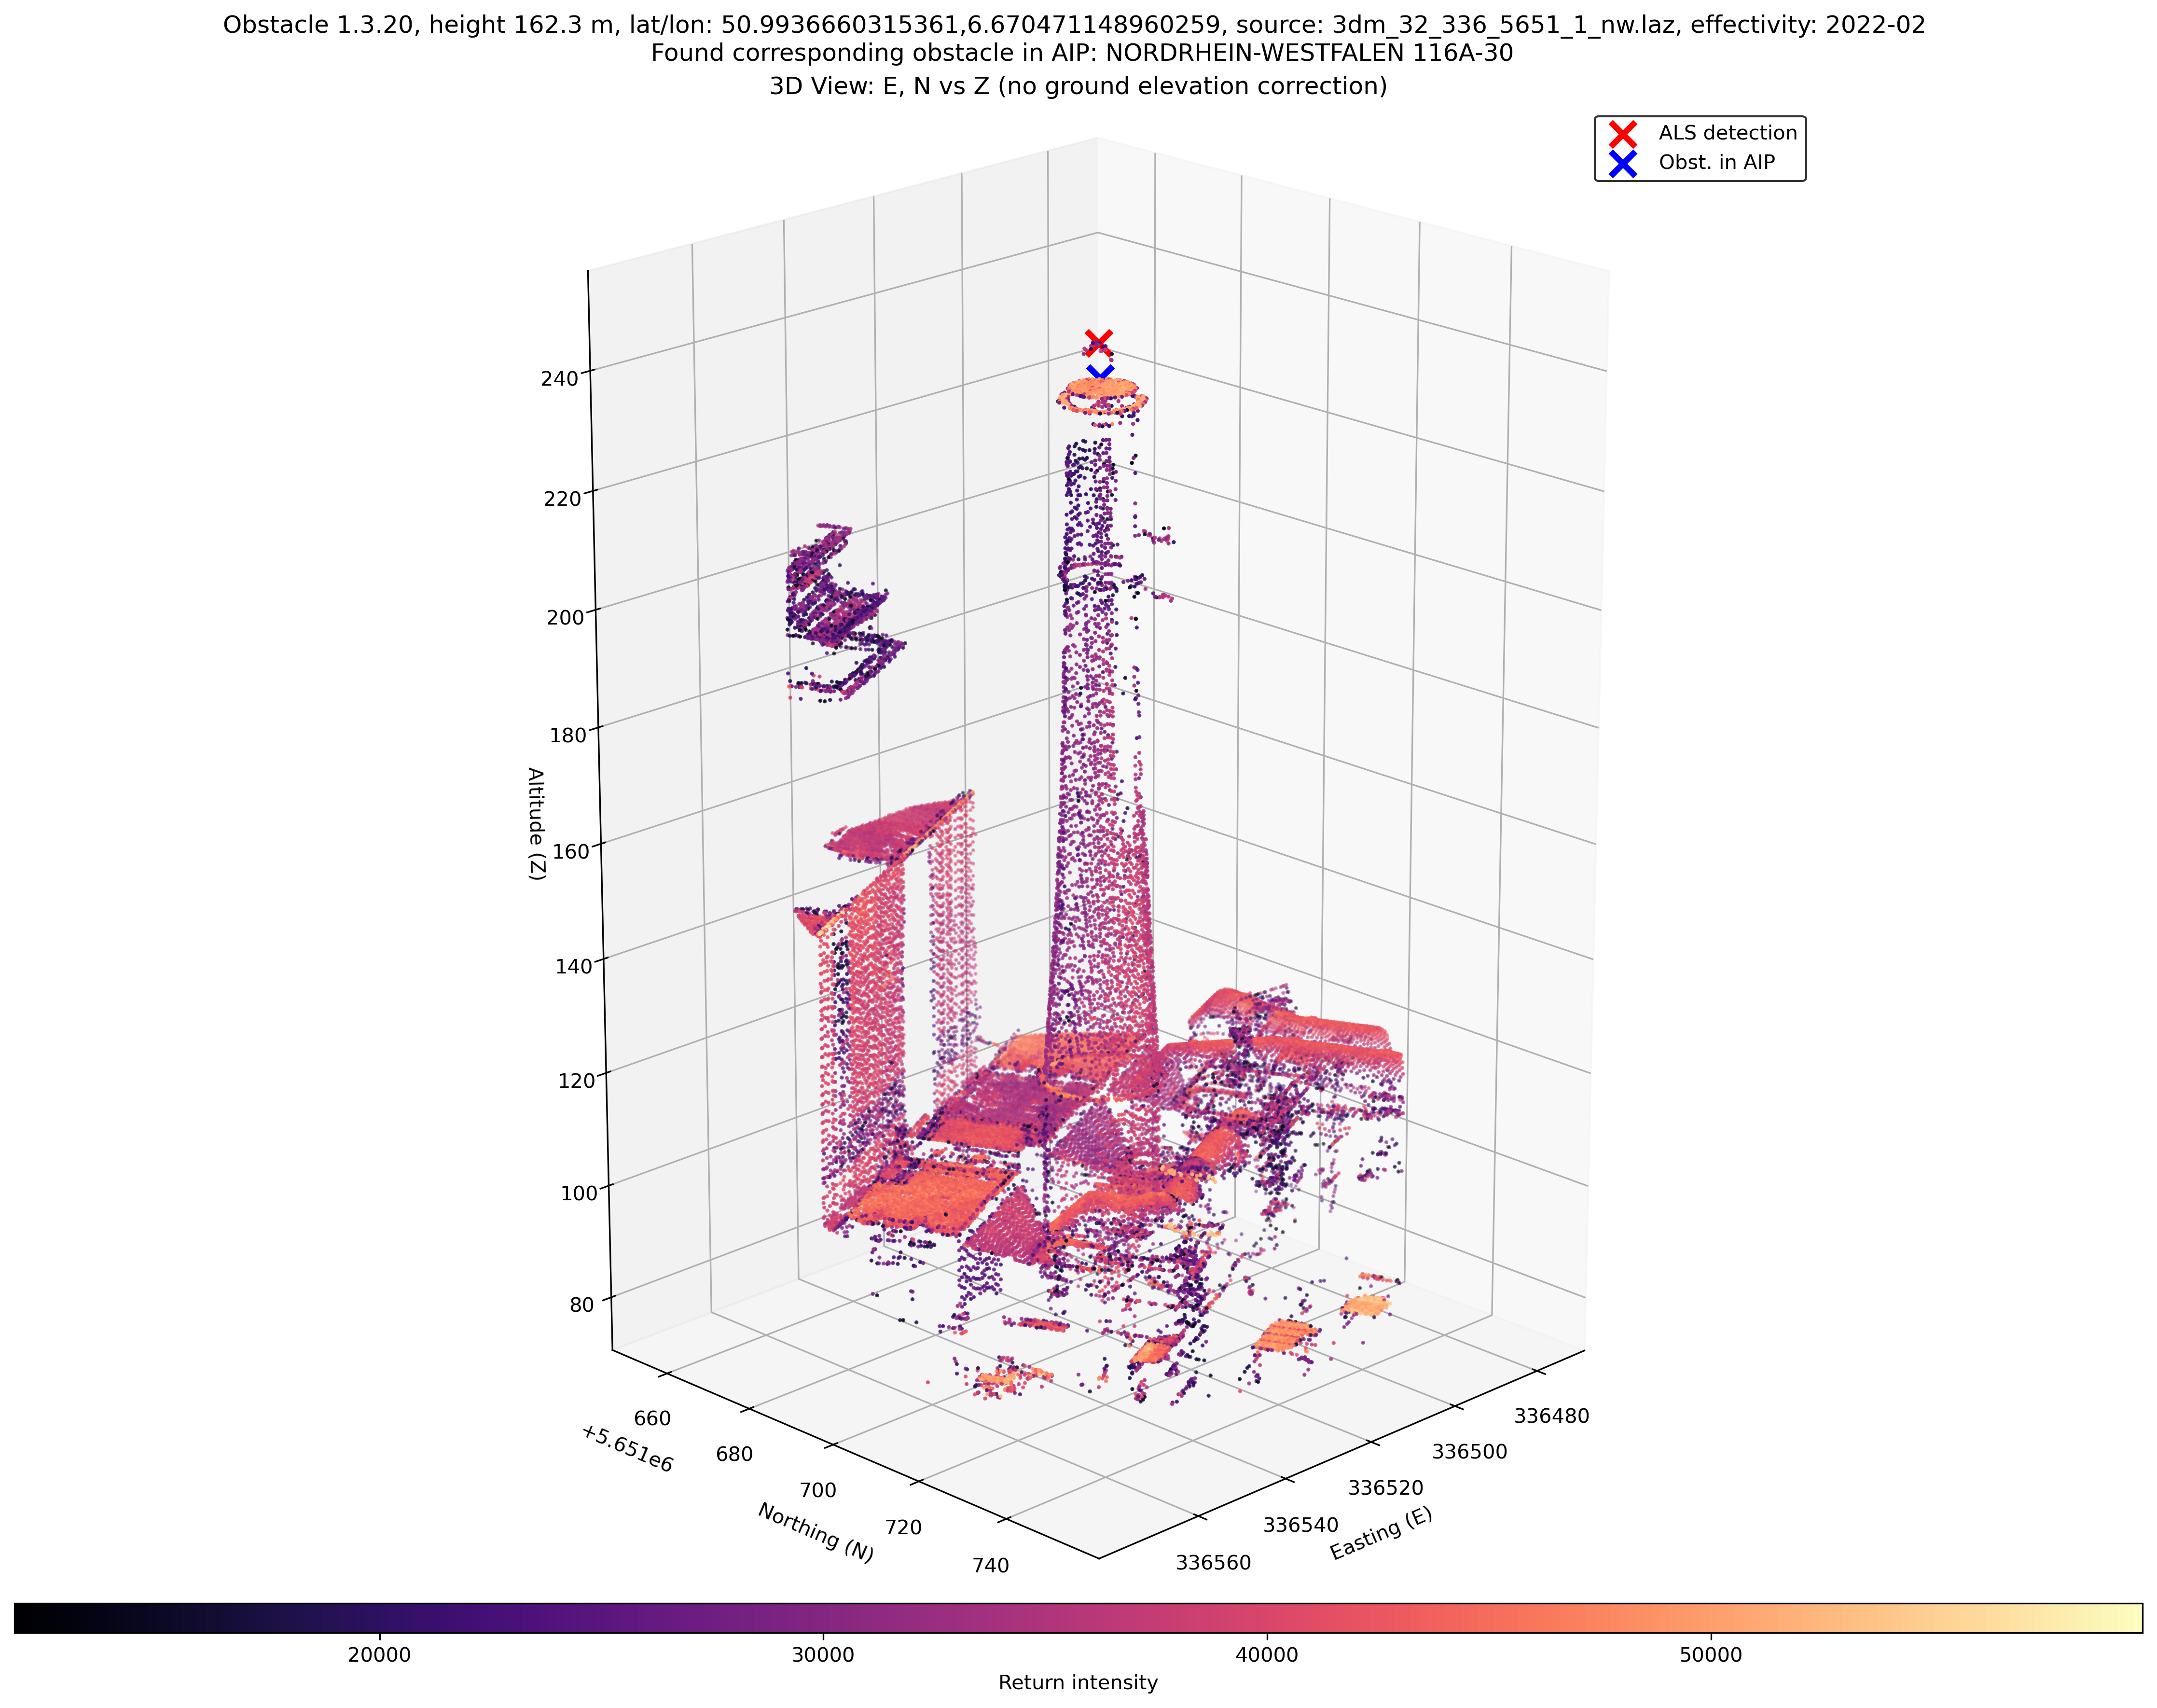 Obstacle 1.3.20, height 162.3 m, lat/lon: 50.9936660315361,6.670471148960259, source: 3dm_32_336_5651_1_nw.laz, effectivity: 2022-02
Found corresponding obstacle in AIP: NORDRHEIN-WESTFALEN 116A-30
3D View: E, N vs Z (no ground elevation correction)
ALS detection
Obst. in AIP
240
220
200
180
160
140
120
100
80
Altitude (Z)
660
680
700
720
740
+5.651e6
Northing (N)
336480
336500
336520
336540
336560
Easting (E)
20000
30000
40000
50000
Return intensity